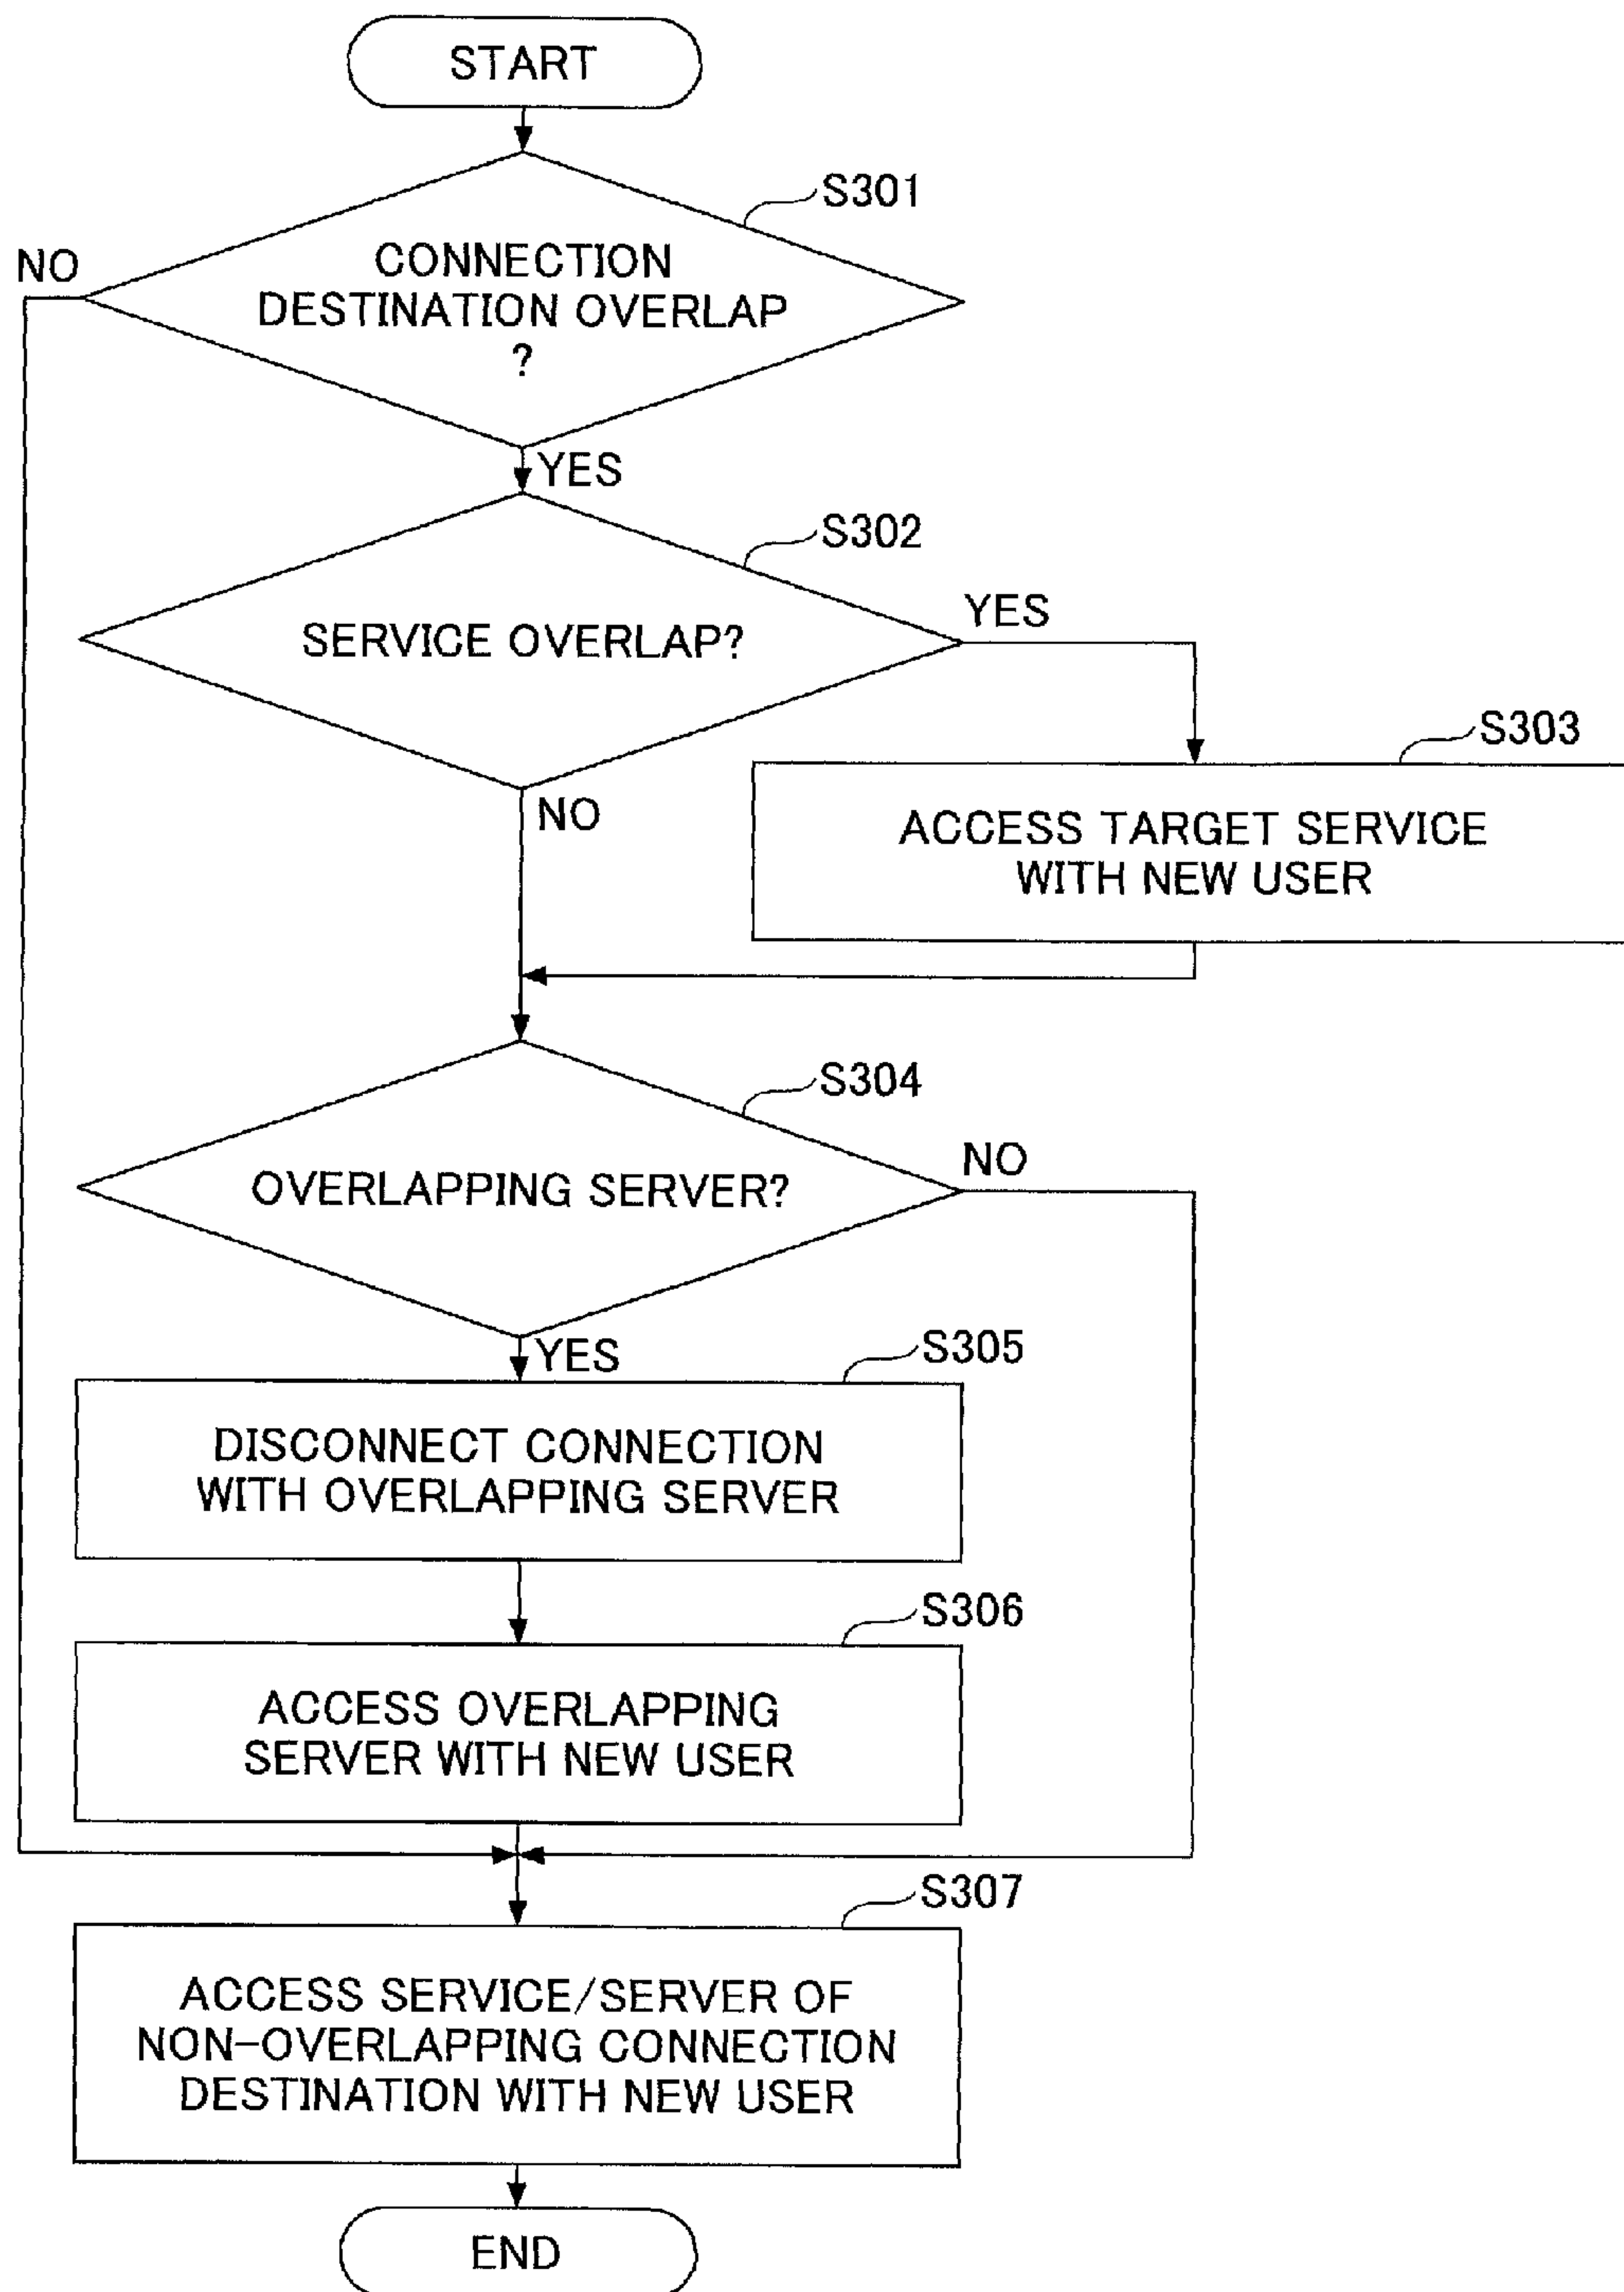 START
S301
NO
CONNECTION
DESTINATION OVERLAP
?
YES
S302
SERVICE OVERLAP?
YES
NO
S303
ACCESS TARGET SERVICE
WITH NEW USER
S304
OVERLAPPING SERVER?
NO
YES
S305
DISCONNECT CONNECTION
WITH OVERLAPPING SERVER
S306
ACCESS OVERLAPPING
SERVER WITH NEW USER
S307
ACCESS SERVICE/SERVER OF
NON-OVERLAPPING CONNECTION
DESTINATION WITH NEW USER
END